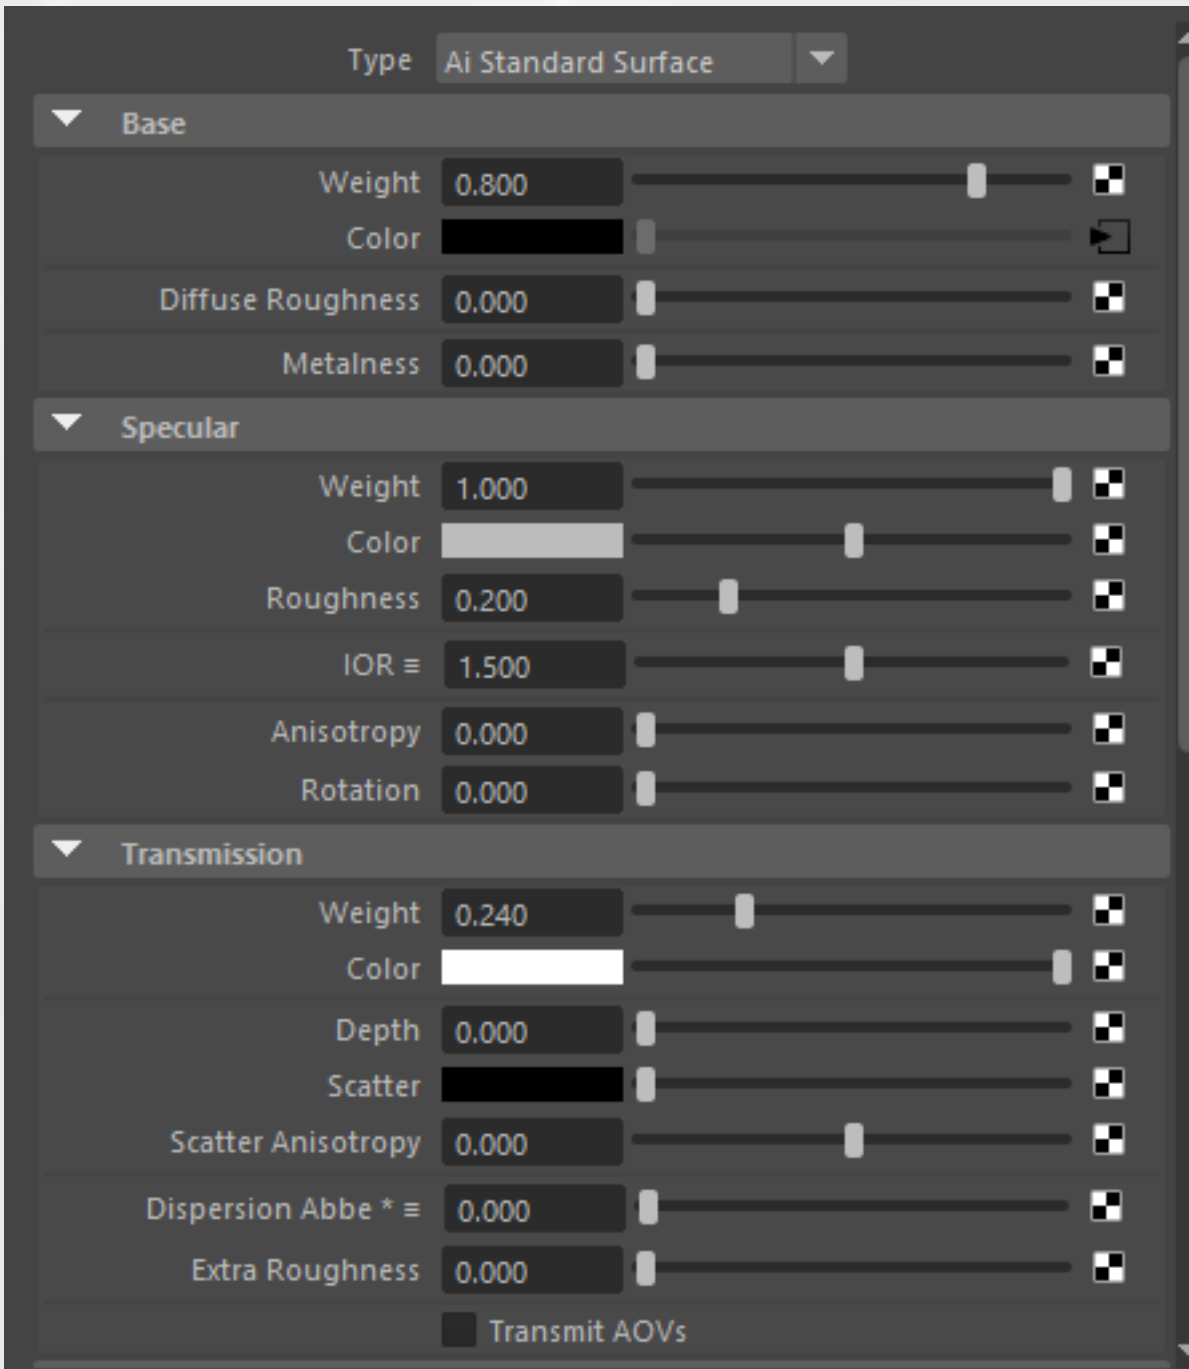 Type Ai Standard Surface
Base
Weight 0.800
Color
Diffuse Roughness 0.000
Metalness 0.000
Specular
Weight 1.000
Color
Roughness 0.200
IOR ≡ 1.500
Anisotropy 0.000
Rotation 0.000
Transmission
Weight 0.240
Color
Depth 0.000
Scatter
Scatter Anisotropy 0.000
Dispersion Abbe * ≡ 0.000
Extra Roughness 0.000
Transmit AOVs